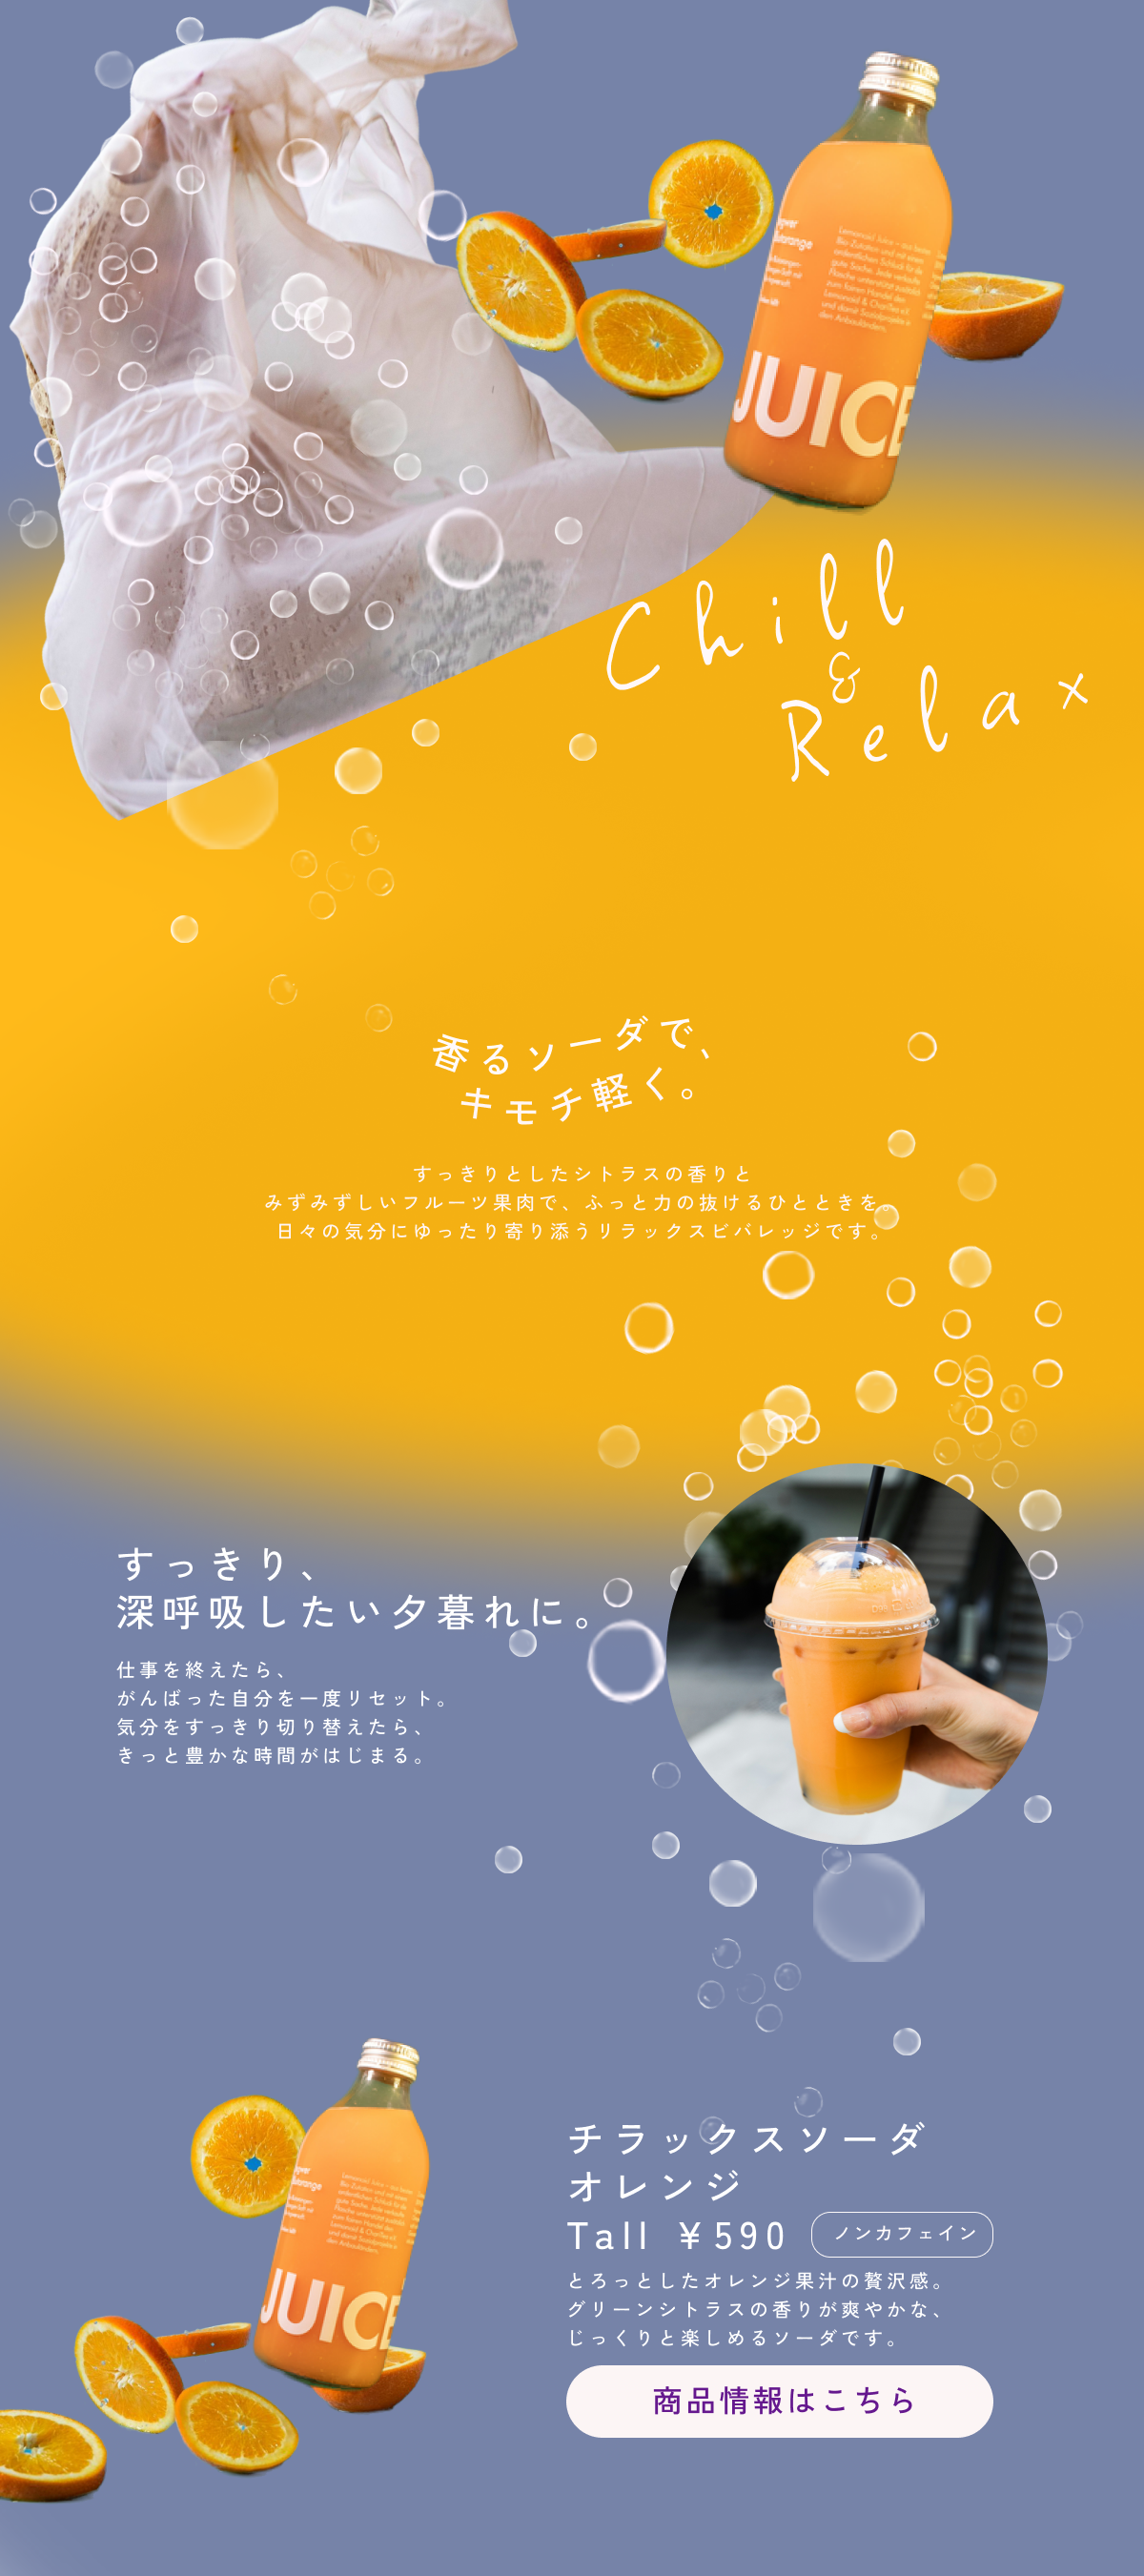 JUICE
Chill
&
Relax
香るソーダで、
キモチ軽く。
すっきりとしたシトラスの香りと
みずみずしいフルーツ果肉で、ふっと力の抜けるひとときを。
日々の気分にゆったり寄り添うリラックスビバレッジです。
すっきり、
深呼吸したい夕暮れに。
仕事を終えたら、
がんばった自分を一度リセット。
気分をすっきり切り替えたら、
きっと豊かな時間がはじまる。
チラックスソーダ
オレンジ
Tall ￥590 ノンカフェイン
とろっとしたオレンジ果汁の贅沢感。
グリーンシトラスの香りが爽やかな、
じっくりと楽しめるソーダです。
JUICE
商品情報はこちら